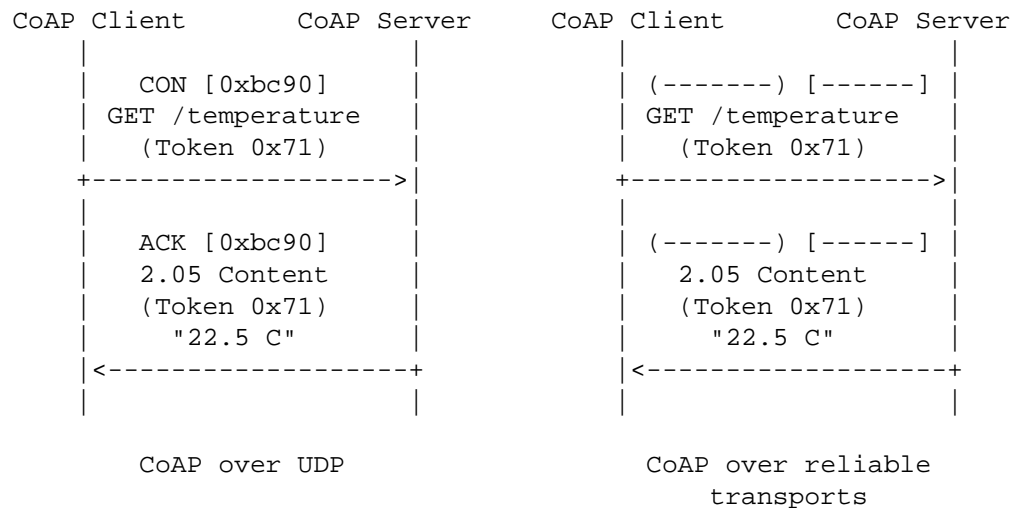 CoAP Client       CoAP Server     CoAP Client       CoAP Server
    |                    |            |                    |
    |   CON [0xbc90]     |            | (-------) [------] |
    | GET /temperature   |            | GET /temperature   |
    |   (Token 0x71)     |            |   (Token 0x71)     |
    +------------------->|            +------------------->|
    |                    |            |                    |
    |   ACK [0xbc90]     |            | (-------) [------] |
    |   2.05 Content     |            |   2.05 Content     |
    |   (Token 0x71)     |            |   (Token 0x71)     |
    |     "22.5 C"       |            |     "22.5 C"       |
    |<-------------------+            |<-------------------+
    |                    |            |                    |
        CoAP over UDP                   CoAP over reliable
                                            transports